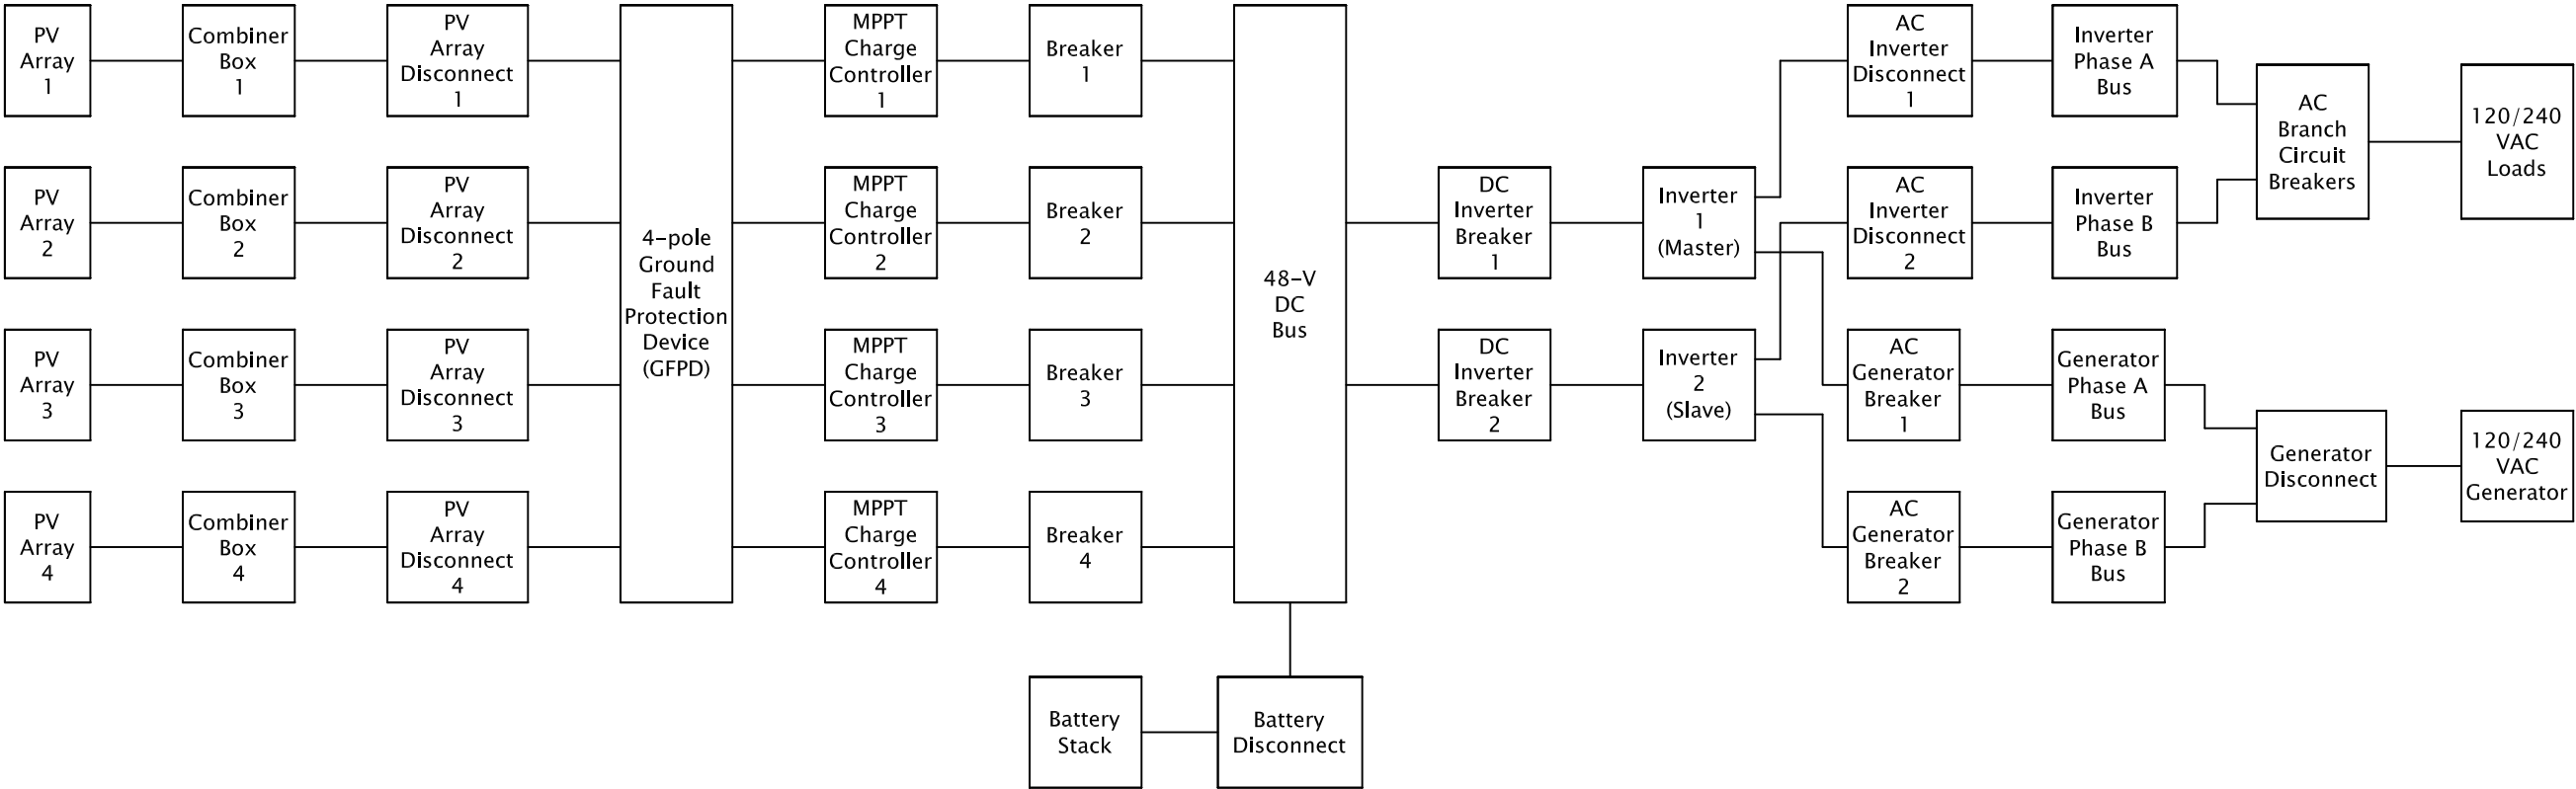 PV
Array
1
Combiner
Box
1
PV
Array
Disconnect
1
4-pole
Ground
Fault
Protection
Device
(GFPD)
MPPT
Charge
Controller
1
Breaker
1
48-V
DC
Bus
AC
Inverter
Disconnect
1
Inverter
Phase A
Bus
AC
Branch
Circuit
Breakers
120/240
VAC
Loads
PV
Array
2
Combiner
Box
2
PV
Array
Disconnect
2
MPPT
Charge
Controller
2
Breaker
2
DC
Inverter
Breaker
1
Inverter
1
(Master)
AC
Inverter
Disconnect
2
Inverter
Phase B
Bus
PV
Array
3
Combiner
Box
3
PV
Array
Disconnect
3
MPPT
Charge
Controller
3
Breaker
3
DC
Inverter
Breaker
2
Inverter
2
(Slave)
AC
Generator
Breaker
1
Generator
Phase A
Bus
Generator
Disconnect
120/240
VAC
Generator
PV
Array
4
Combiner
Box
4
PV
Array
Disconnect
4
MPPT
Charge
Controller
4
Breaker
4
AC
Generator
Breaker
2
Generator
Phase B
Bus
Battery
Stack
Battery
Disconnect